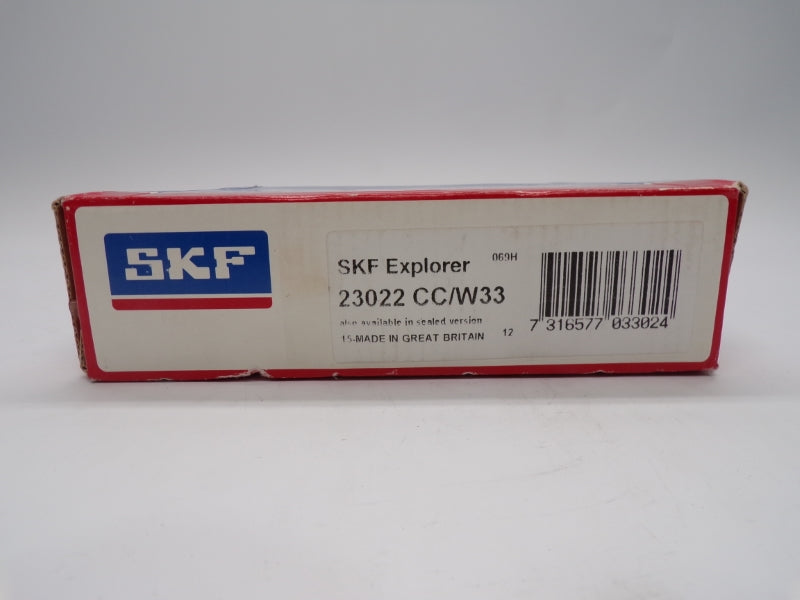 SKF
SKF Explorer 069H
23022 CC/W33
also available in sealed version
15-MADE IN GREAT BRITAIN 12
7 316577 033024